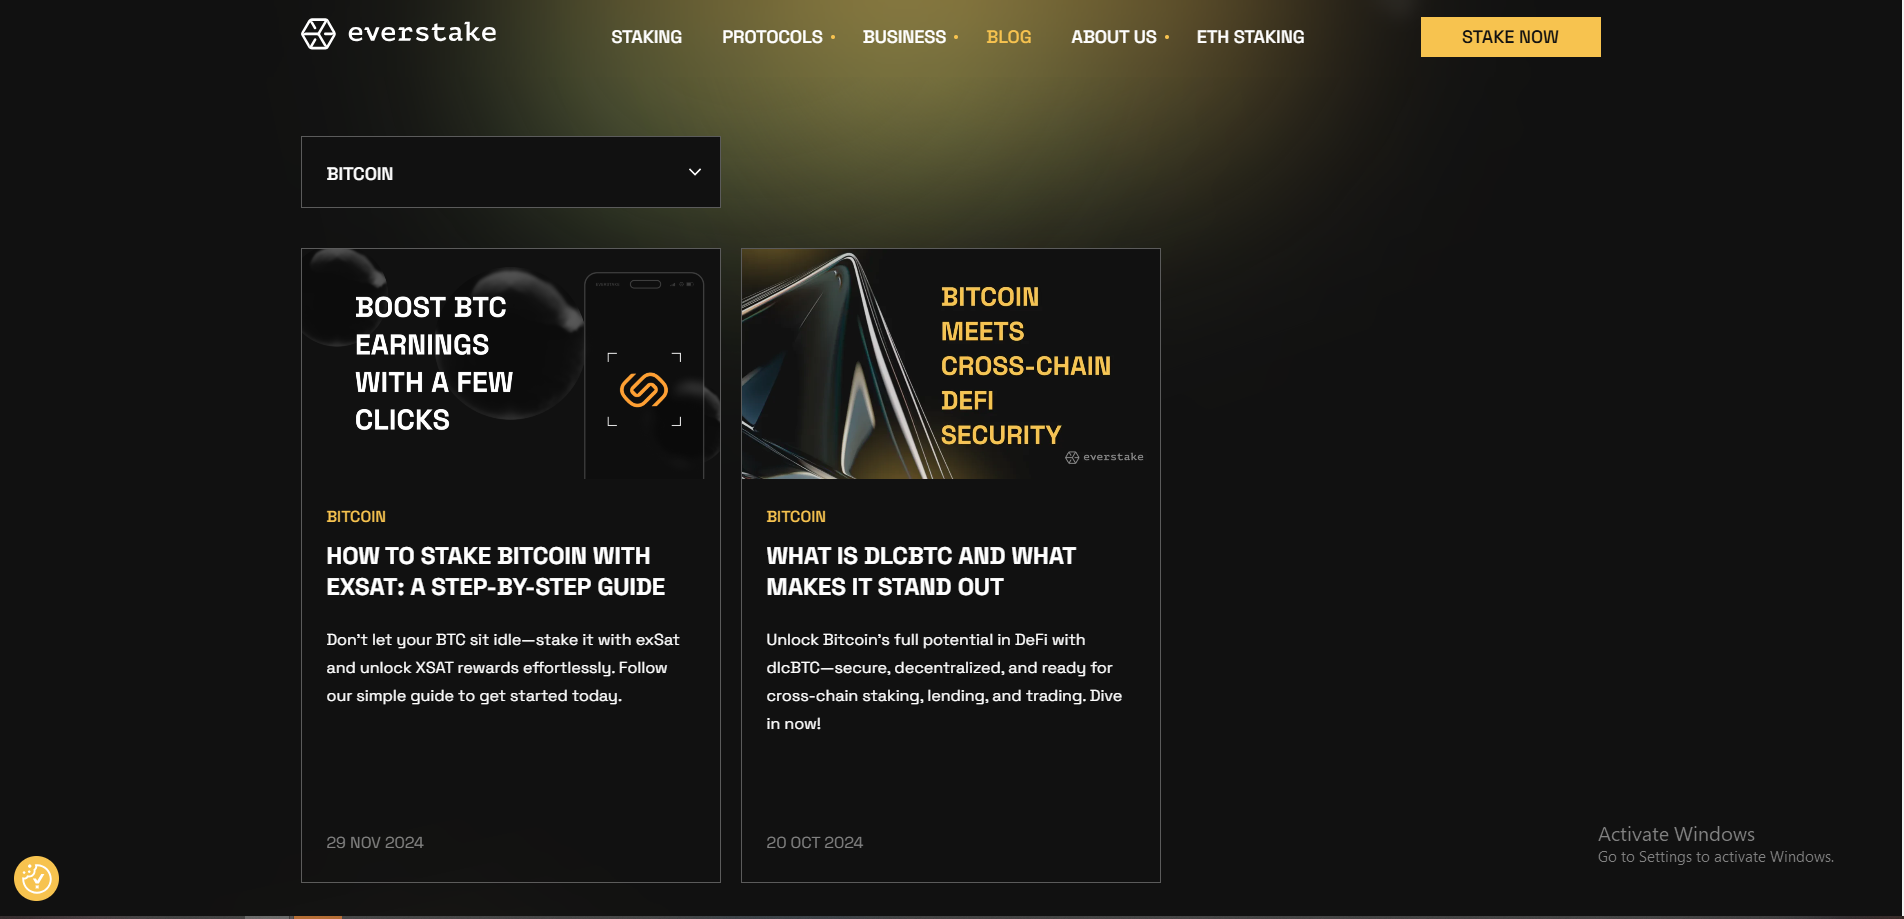 everstake
STAKING PROTOCOLS BUSINESS BLOG ABOUT US ETH STAKING STAKE NOW
BITCOIN
BOOST BTC
EARNINGS
WITH A FEW
CLICKS
BITCOIN
MEETS
CROSS-CHAIN
DEFI
SECURITY
everstake
BITCOIN
HOW TO STAKE BITCOIN WITH
EXSAT: A STEP-BY-STEP GUIDE
Don't let your BTC sit idle—stake it with exSat
and unlock XSAT rewards effortlessly. Follow
our simple guide to get started today.
29 NOV 2024
BITCOIN
WHAT IS DLCBTC AND WHAT
MAKES IT STAND OUT
Unlock Bitcoin's full potential in DeFi with
dlcBTC—secure, decentralized, and ready for
cross-chain staking, lending, and trading. Dive
in now!
20 OCT 2024
Activate Windows
Go to Settings to activate Windows.